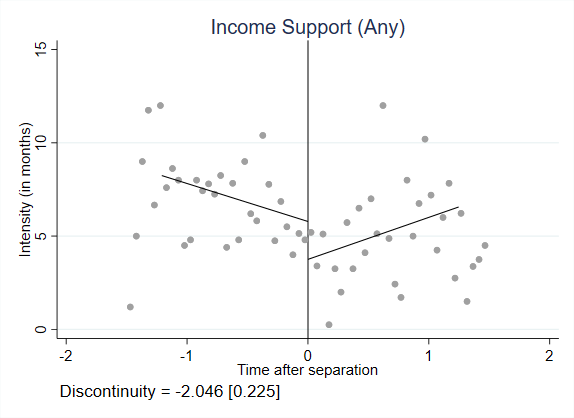 Income Support (Any)
Intensity (in months)
15
10
5
0
-2 -1 0 1 2
Time after separation
Discontinuity = -2.046 [0.225]